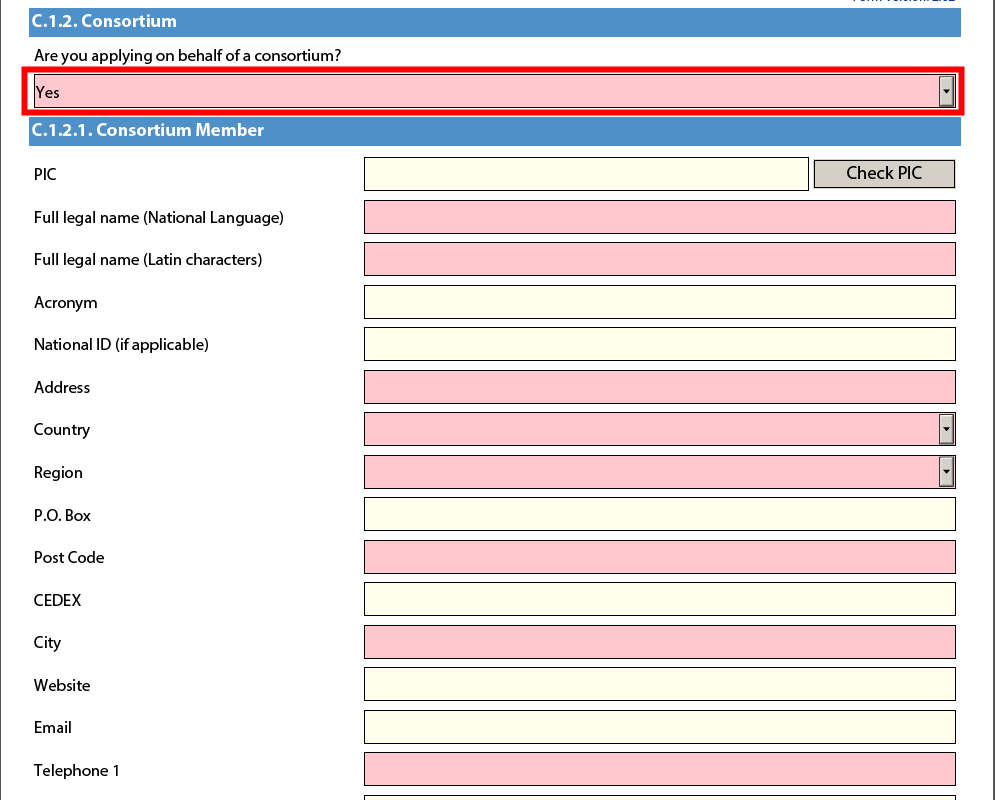 C.1.2. Consortium
Are you applying on behalf of a consortium?
Yes
C.1.2.1. Consortium Member
PIC
Check PIC
Full legal name (National Language)
Full legal name (Latin characters)
Acronym
National ID (if applicable)
Address
Country
Region
P.O. Box
Post Code
CEDEX
City
Website
Email
Telephone 1